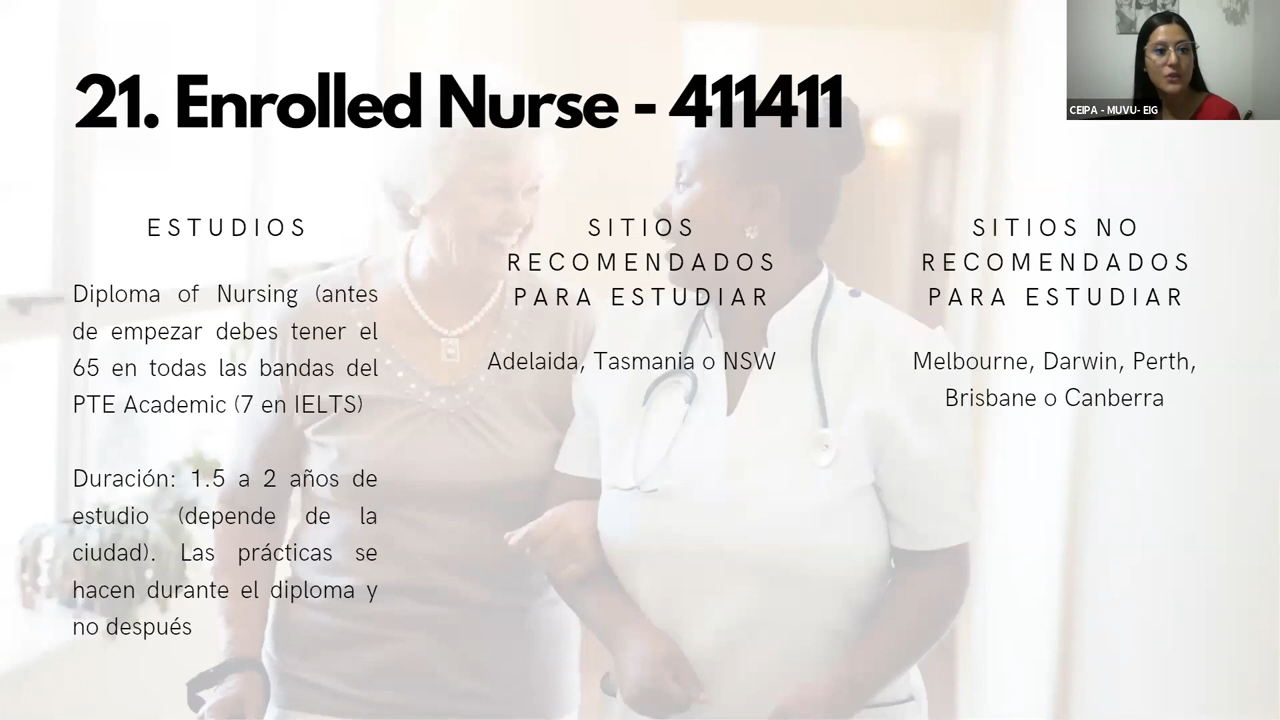 21. Enrolled Nurse - 411411
CEIPA - MUVU- EIG
ESTUDIOS
Diploma of Nursing (antes
de empezar debes tener el
65 en todas las bandas del
PTE Academic (7 en IELTS)
Duración: 1.5 a 2 años de
estudio (depende de la
ciudad). Las prácticas se
hacen durante el diploma y
no después
SITIOS
RECOMENDADOS
PARA ESTUDIAR
Adelaida, Tasmania o NSW
SITIOS NO
RECOMENDADOS
PARA ESTUDIAR
Melbourne, Darwin, Perth,
Brisbane o Canberra